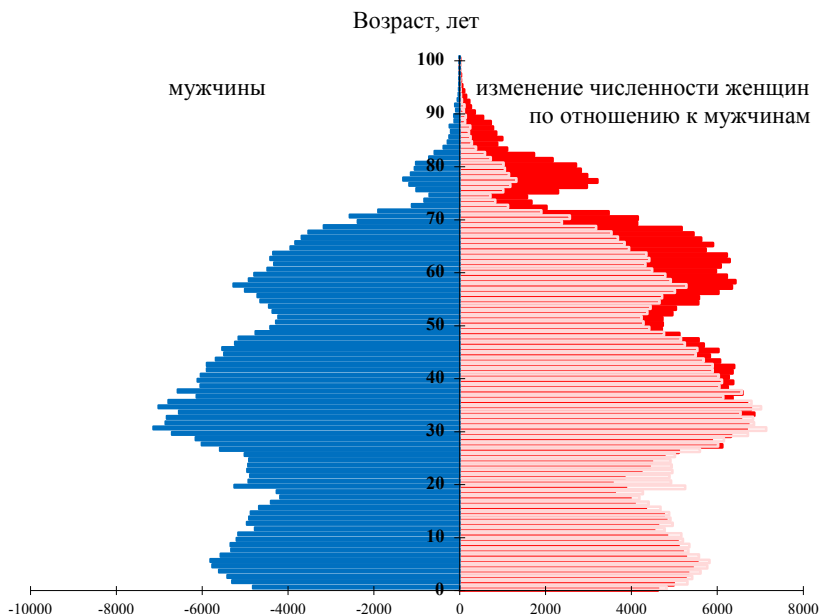 Возраст, лет
100
мужчины
изменение численности женщин
90
по отношению к мужчинам
80
70
60
50
40
30
20
10
0
-10000 -8000 -6000 -4000 -2000 0 2000 4000 6000 8000